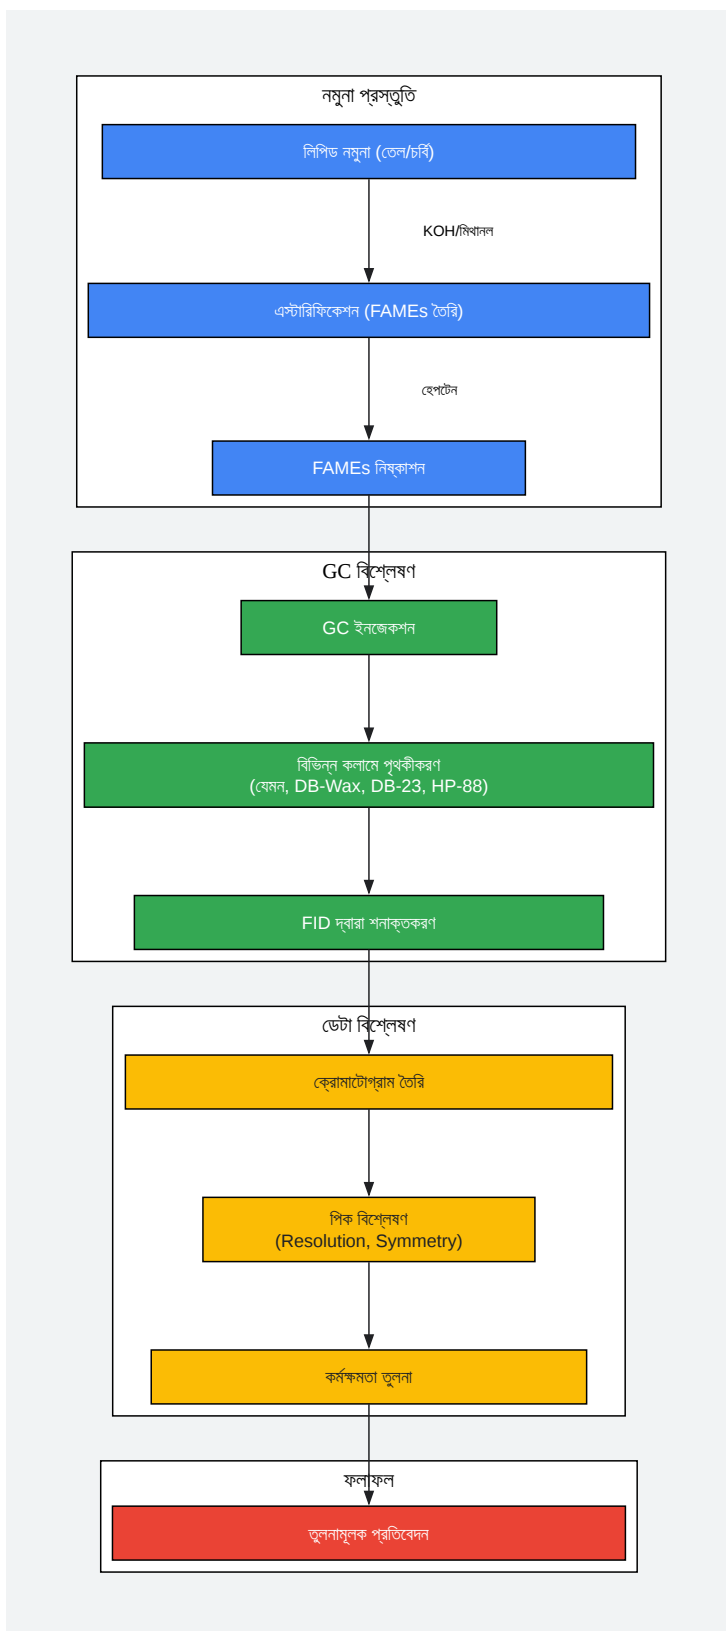 নমুনা প্রস্তুতি
লিপিড নমুনা (তেল/চর্বি)
KOH/মিথানল
এস্টারিফিকেশন (FAMEs তৈরি)
হেপটেন
FAMEs নিষ্কাশন
GC বিশ্লেষণ
GC ইনজেকশন
বিভিন্ন কলামে পৃথকীকরণ
(যেমন, DB-Wax, DB-23, HP-88)
FID দ্বারা শনাক্তকরণ
ডেটা বিশ্লেষণ
ক্রোমাটোগ্রাম তৈরি
পিক বিশ্লেষণ
(Resolution, Symmetry)
কর্মক্ষমতা তুলনা
ফলাফল
তুলনামূলক প্রতিবেদন